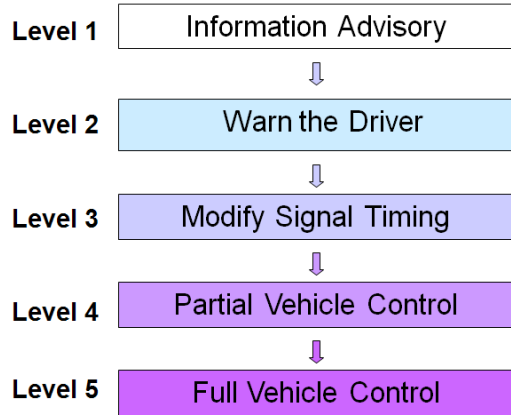 Level 1 Information Advisory
Level 2 Warn the Driver
Level 3 Modify Signal Timing
Level 4 Partial Vehicle Control
Level 5 Full Vehicle Control